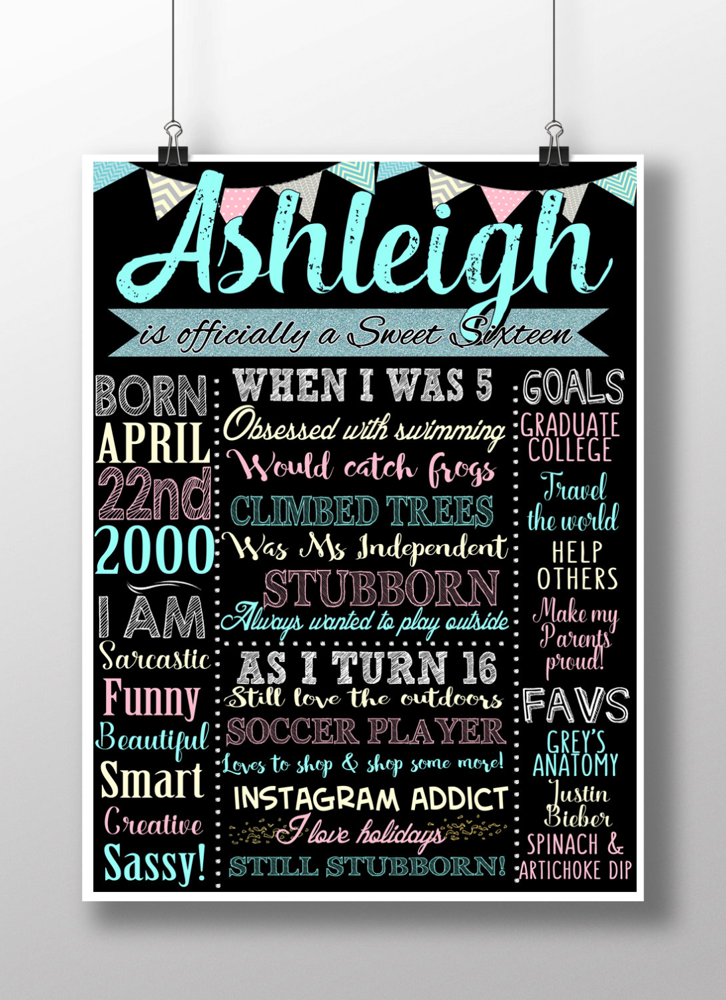 Ashleigh
is officially a Sweet Sixteen
BORN
APRIL
22nd
2000
I AM
Sarcastic
Funny
Beautiful
Smart
Creative
Sassy!
WHEN I WAS 5
Obsessed with swimming
Would catch frogs
CLIMBED TREES
Was Ms Independent
STUBBORN
Always wanted to play outside
AS I TURN 16
Still love the outdoors
SOCCER PLAYER
Loves to shop & shop some more!
INSTAGRAM ADDICT
I love holidays
STILL STUBBORN!
GOALS
GRADUATE
COLLEGE
Travel
the world
HELP
OTHERS
Make my
Parents
proud!
FAVS
GREY'S
ANATOMY
Justin
Bieber
SPINACH &
ARTICHOKE DIP